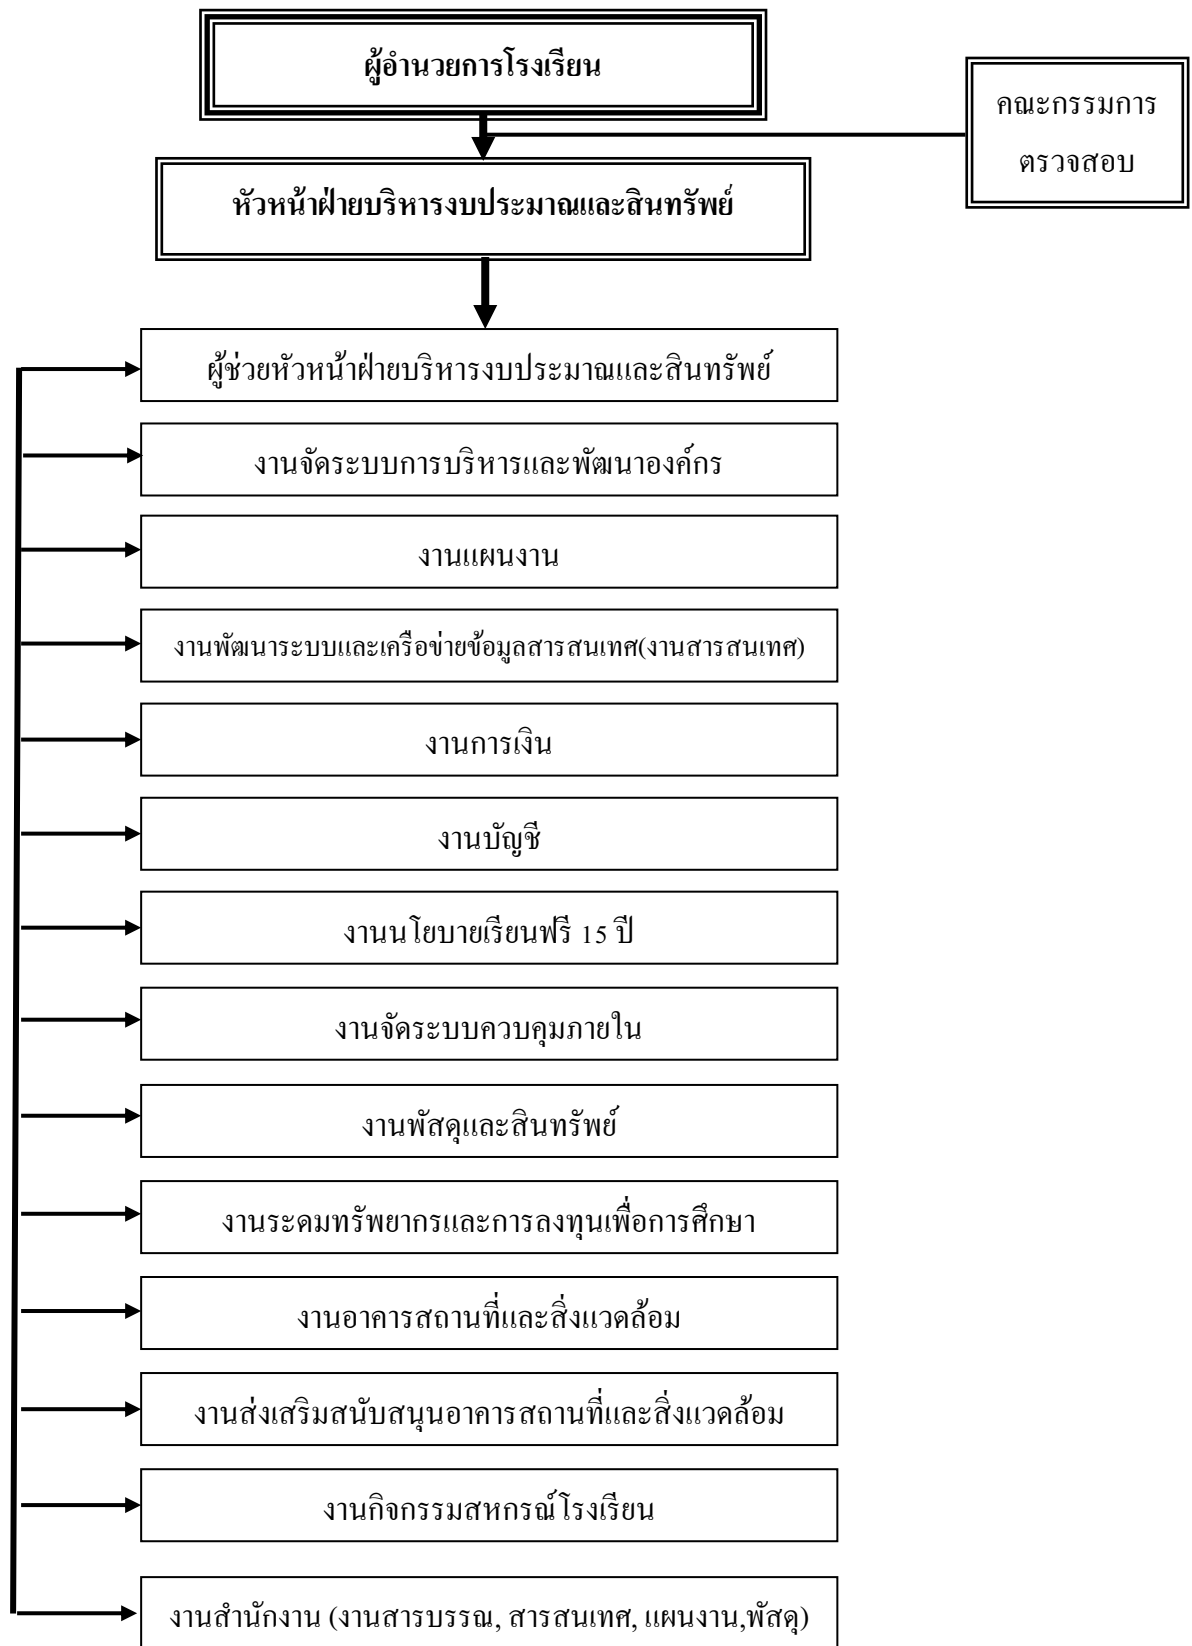 ผู้อำนวยการโรงเรียน
คณะกรรมการ
ตรวจสอบ
หัวหน้าฝ่ายบริหารงบประมาณและสินทรัพย์
ผู้ช่วยหัวหน้าฝ่ายบริหารงบประมาณและสินทรัพย์
งานจัดระบบการบริหารและพัฒนาองค์กร
งานแผนงาน
งานพัฒนาระบบและเครือข่ายข้อมูลสารสนเทศ(งานสารสนเทศ)
งานการเงิน
งานบัญชี
งานนโยบายเรียนฟรี 15 ปี
งานจัดระบบควบคุมภายใน
งานพัสดุและสินทรัพย์
งานระดมทรัพยากรและการลงทุนเพื่อการศึกษา
งานอาคารสถานที่และสิ่งแวดล้อม
งานส่งเสริมสนับสนุนอาคารสถานที่และสิ่งแวดล้อม
งานกิจกรรมสหกรณ์โรงเรียน
งานสำนักงาน (งานสารบรรณ, สารสนเทศ, แผนงาน,พัสดุ)